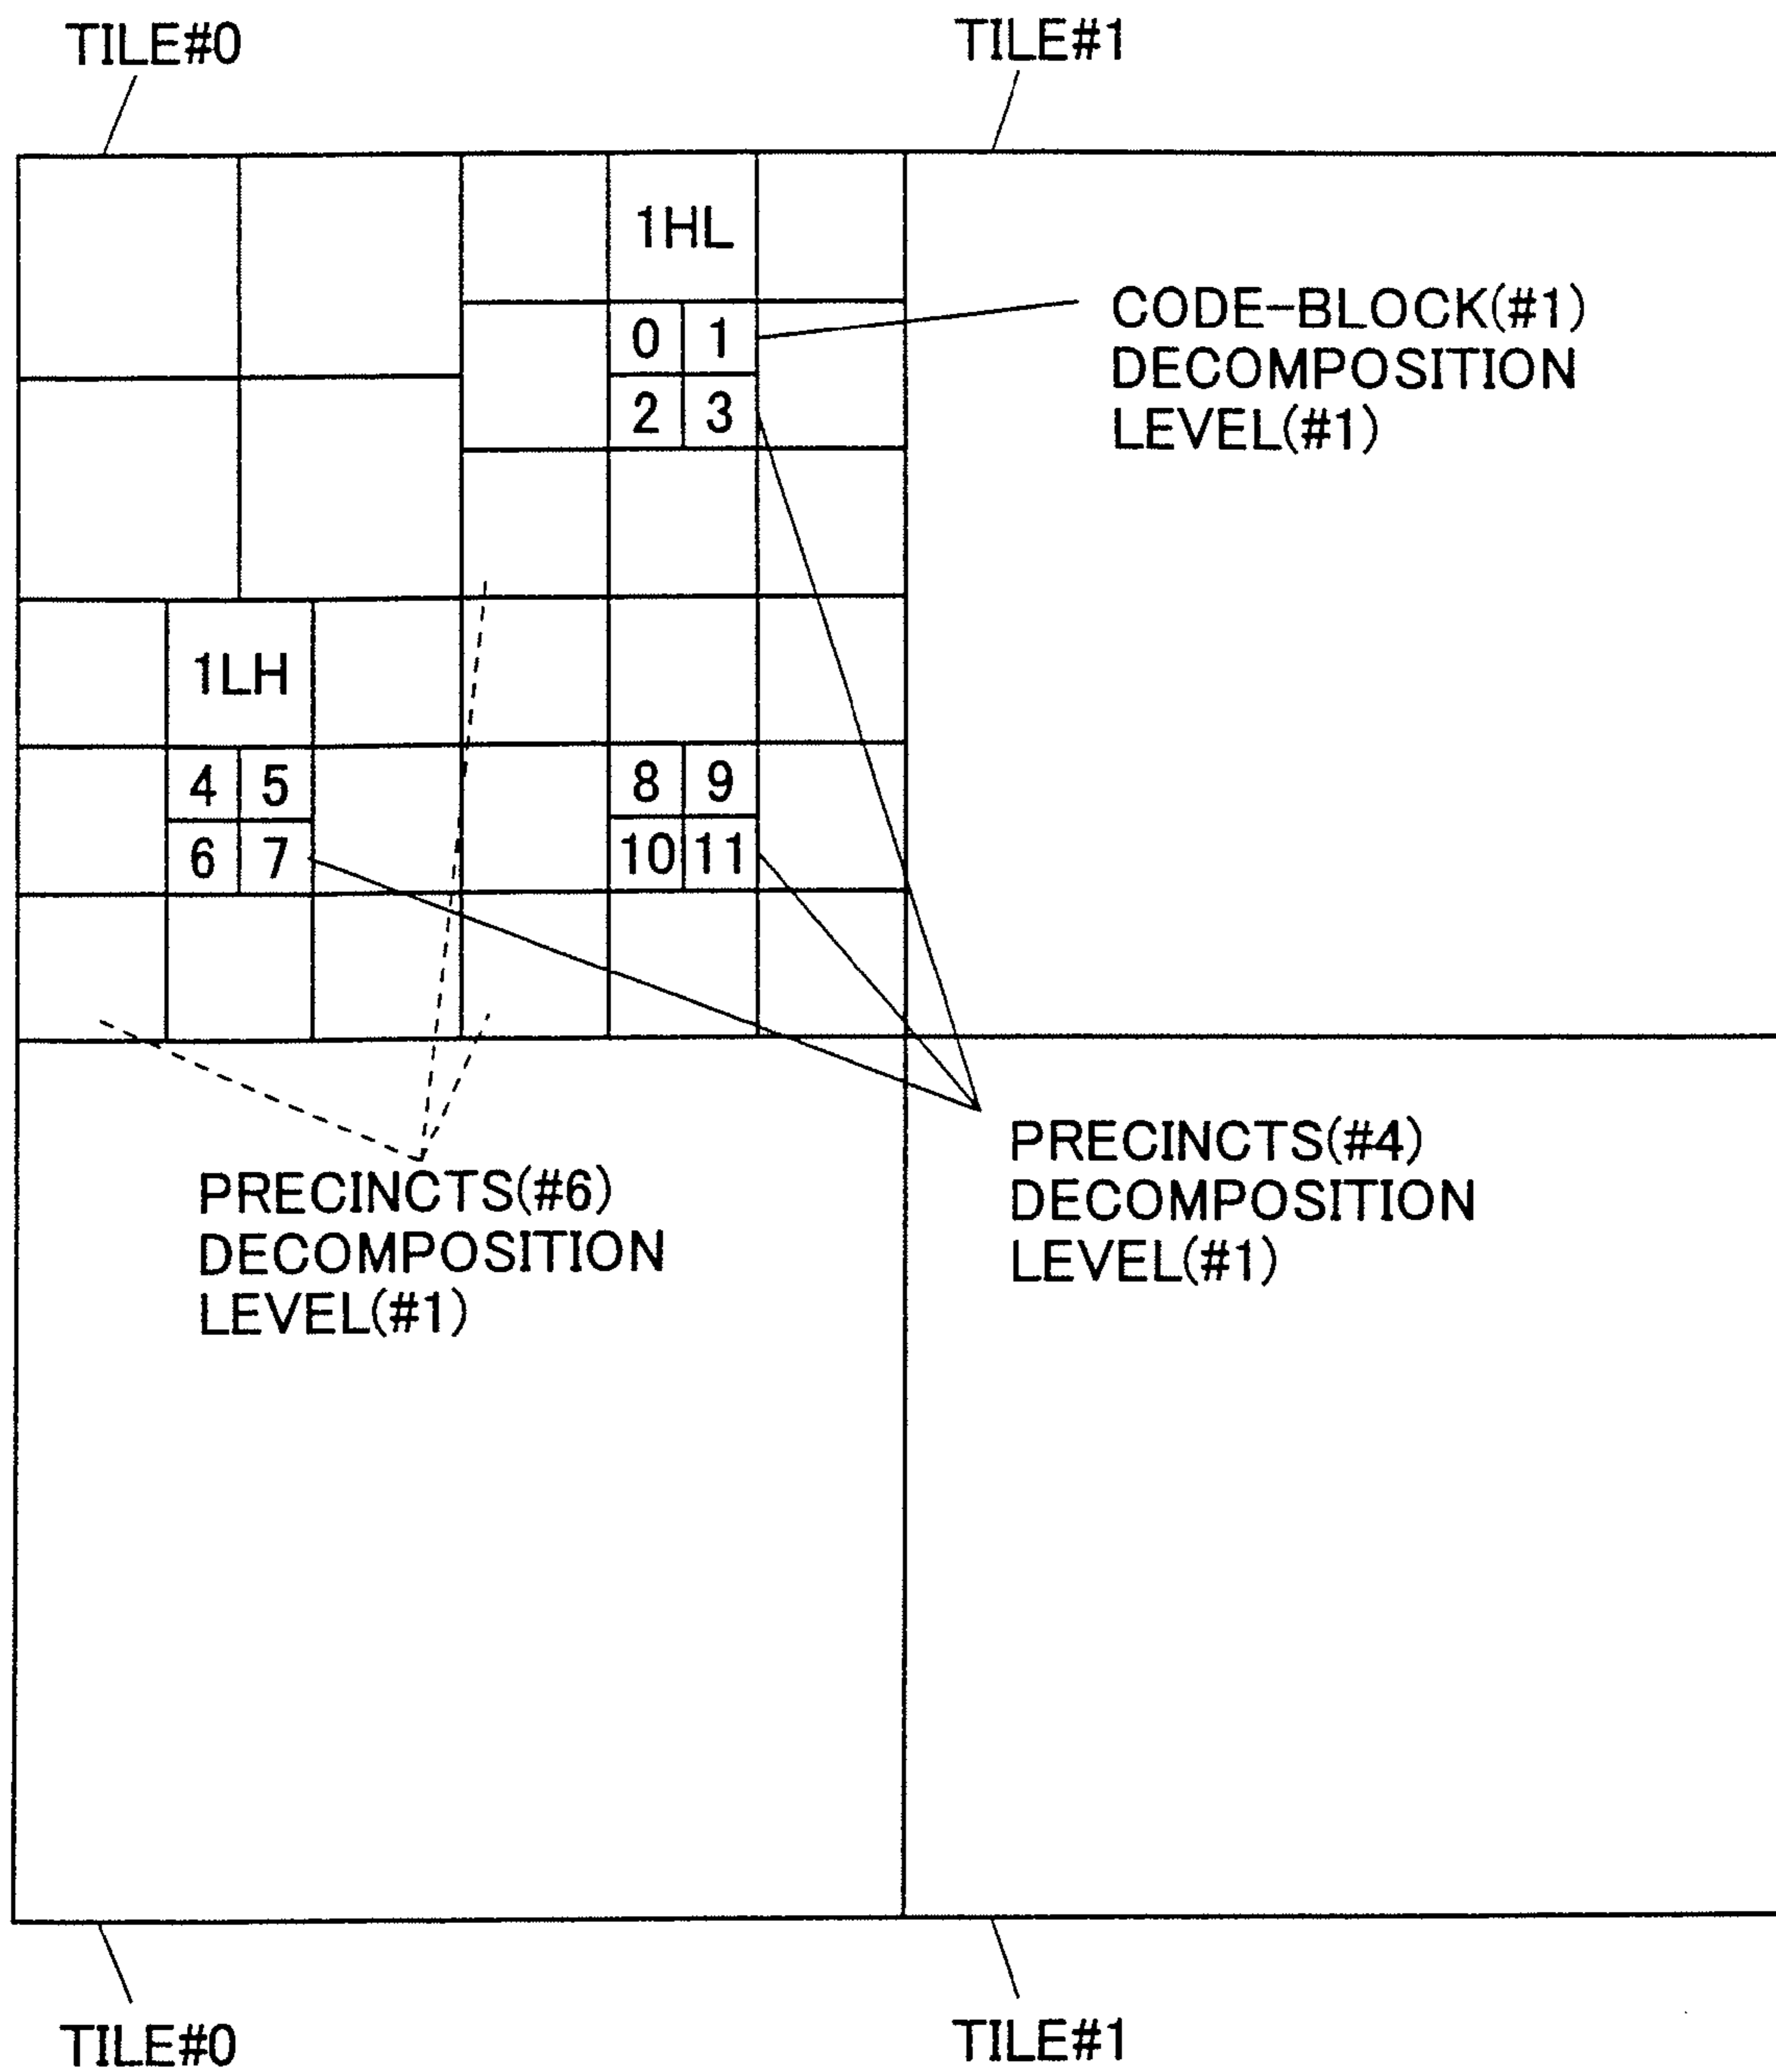 TILE#0
TILE#1
1HL
0 1
2 3
CODE-BLOCK(#1)
DECOMPOSITION
LEVEL(#1)
1LH
4 5
6 7
8 9
10 11
PRECINCTS(#6)
DECOMPOSITION
LEVEL(#1)
PRECINCTS(#4)
DECOMPOSITION
LEVEL(#1)
TILE#0
TILE#1